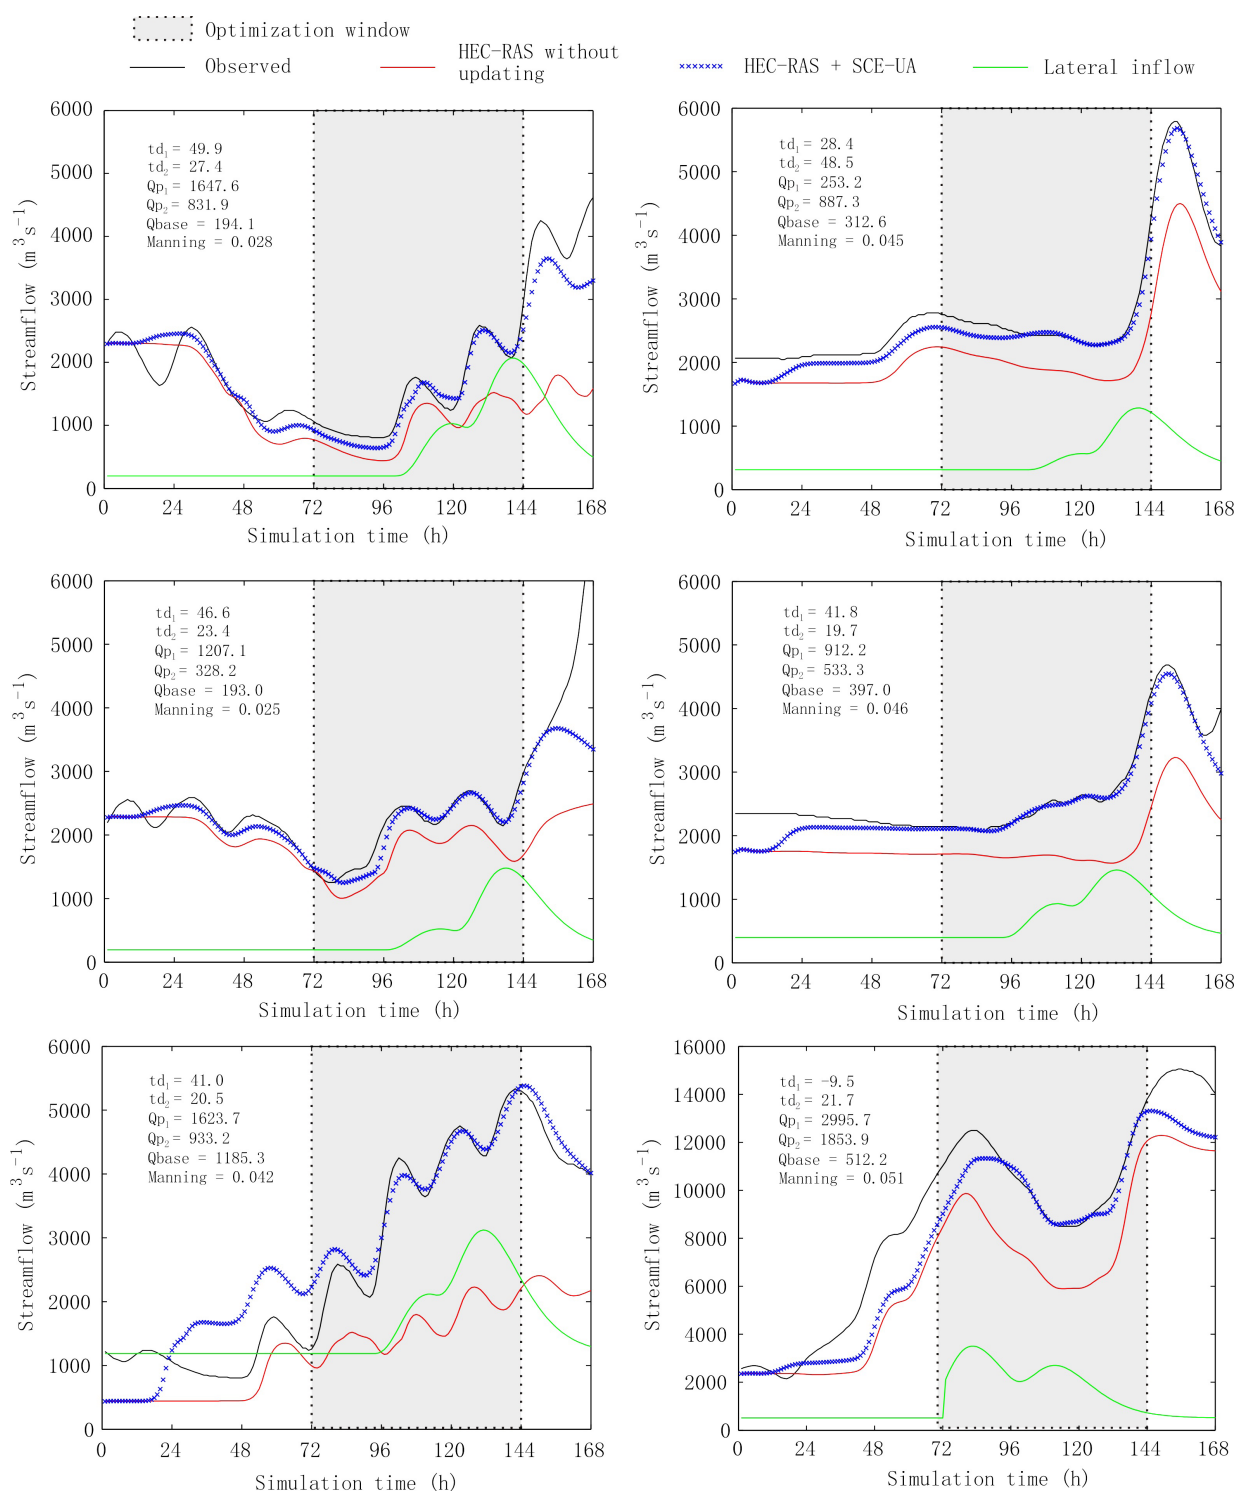 Optimization window
Observed
HEC-RAS without
updating
HEC-RAS + SCE-UA
Lateral inflow
6000
5000
4000
3000
2000
1000
0
Streamflow (m³s⁻¹)
td₁= 49.9
td₂= 27.4
Qp₁= 1647.6
Qp₂= 831.9
Qbase = 194.1
Manning = 0.028
0 24 48 72 96 120 144 168
Simulation time (h)
6000
5000
4000
3000
2000
1000
0
Streamflow (m³s⁻¹)
td₁= 28.4
td₂= 48.5
Qp₁= 253.2
Qp₂= 887.3
Qbase = 312.6
Manning = 0.045
0 24 48 72 96 120 144 168
Simulation time (h)
6000
5000
4000
3000
2000
1000
0
Streamflow (m³s⁻¹)
td₁= 46.6
td₂= 23.4
Qp₁= 1207.1
Qp₂= 328.2
Qbase = 193.0
Manning = 0.025
0 24 48 72 96 120 144 168
Simulation time (h)
6000
5000
4000
3000
2000
1000
0
Streamflow (m³s⁻¹)
td₁= 41.8
td₂= 19.7
Qp₁= 912.2
Qp₂= 533.3
Qbase = 397.0
Manning = 0.046
0 24 48 72 96 120 144 168
Simulation time (h)
6000
5000
4000
3000
2000
1000
0
Streamflow (m³s⁻¹)
td₁= 41.0
td₂= 20.5
Qp₁= 1623.7
Qp₂= 933.2
Qbase = 1185.3
Manning = 0.042
0 24 48 72 96 120 144 168
Simulation time (h)
16000
14000
12000
10000
8000
6000
4000
2000
0
Streamflow (m³s⁻¹)
td₁= -9.5
td₂= 21.7
Qp₁= 2995.7
Qp₂= 1853.9
Qbase = 512.2
Manning = 0.051
0 24 48 72 96 120 144 168
Simulation time (h)